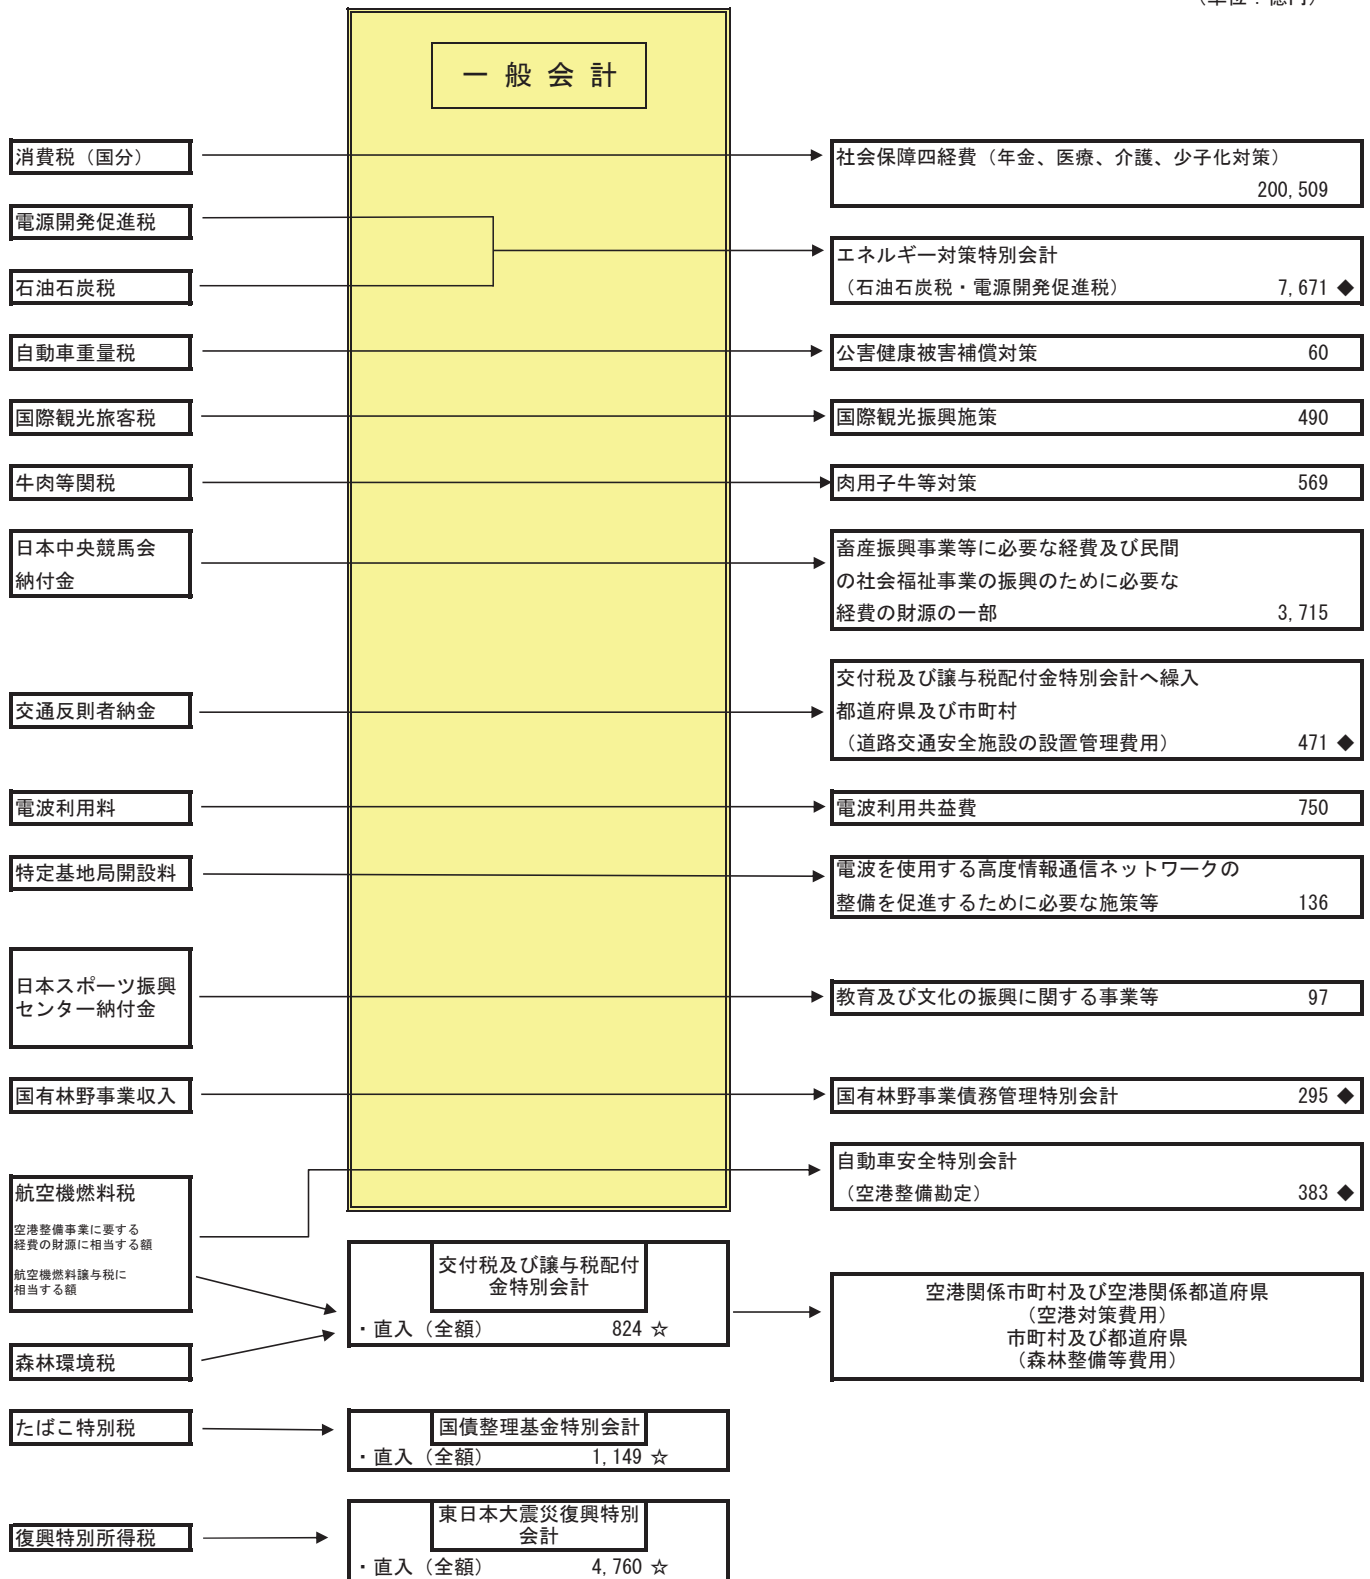 (単位：億円)
一般会計
消費税（国分）
社会保障四経費（年金、医療、介護、少子化対策）
200,509
電源開発促進税
石油石炭税
エネルギー対策特別会計
（石油石炭税・電源開発促進税） 7,671 ◆
自動車重量税
公害健康被害補償対策 60
国際観光旅客税
国際観光振興施策 490
牛肉等関税
肉用子牛等対策 569
日本中央競馬会
納付金
畜産振興事業等に必要な経費及び民間
の社会福祉事業の振興のために必要な
経費の財源の一部 3,715
交通反則者納金
交付税及び譲与税配付金特別会計へ繰入
都道府県及び市町村
（道路交通安全施設の設置管理費用） 471 ◆
電波利用料
電波利用共益費 750
特定基地局開設料
電波を使用する高度情報通信ネットワークの
整備を促進するために必要な施策等 136
日本スポーツ振興
センター納付金
教育及び文化の振興に関する事業等 97
国有林野事業収入
国有林野事業債務管理特別会計 295 ◆
航空機燃料税
空港整備事業に要する
経費の財源に相当する額
航空機燃料譲与税に
相当する額
自動車安全特別会計
（空港整備勘定） 383 ◆
交付税及び譲与税配付
金特別会計
・直入（全額） 824 ☆
空港関係市町村及び空港関係都道府県
（空港対策費用）
市町村及び都道府県
（森林整備等費用）
森林環境税
たばこ特別税
国債整理基金特別会計
・直入（全額） 1,149 ☆
復興特別所得税
東日本大震災復興特別
会計
・直入（全額） 4,760 ☆